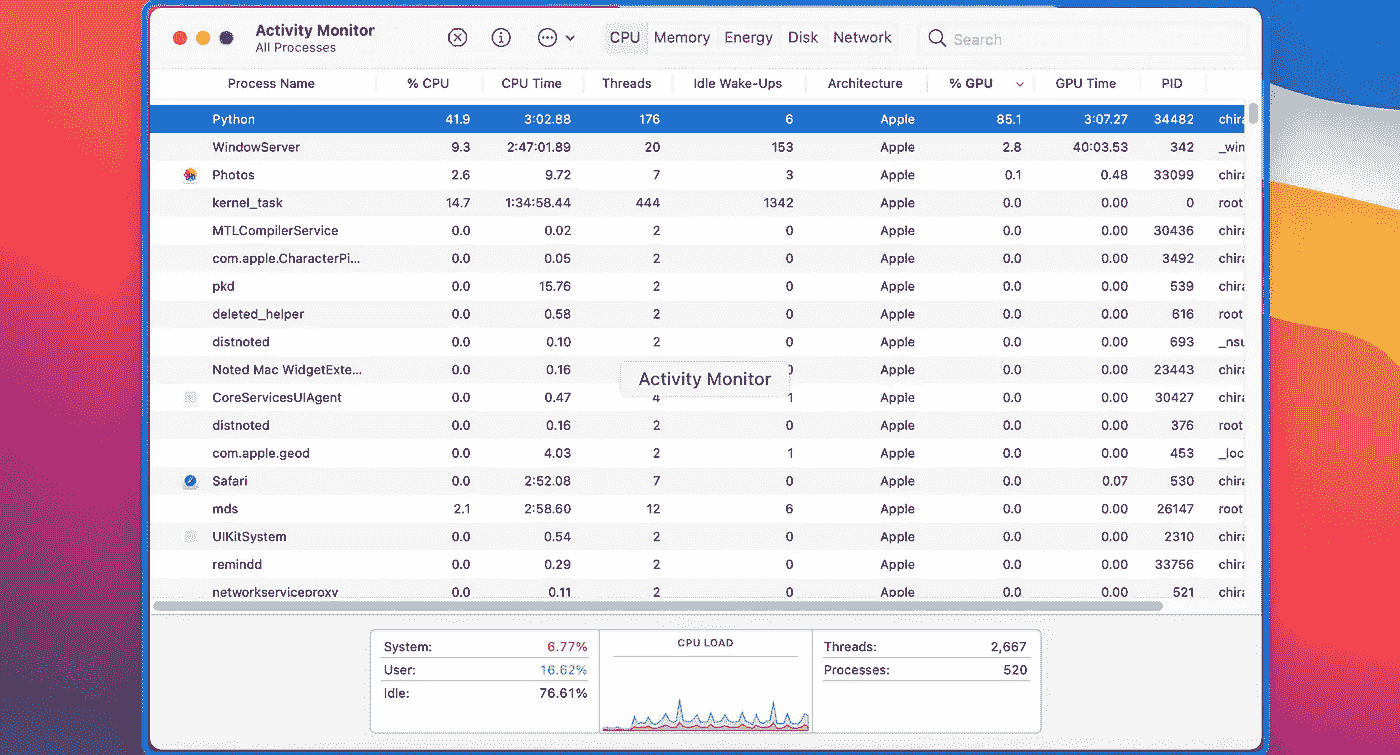 Activity Monitor
All Processes
CPU Memory Energy Disk Network Search
Process Name % CPU CPU Time Threads Idle Wake-Ups Architecture % GPU GPU Time PID
Python 41.9 3:02.88 176 6 Apple 85.1 3:07.27 34482 chira
WindowServer 9.3 2:47:01.89 20 153 Apple 2.8 40:03.53 342 _win
Photos 2.6 9.72 7 3 Apple 0.1 0.48 33099 chira
kernel_task 14.7 1:34:58.44 444 1342 Apple 0.0 0.00 0 root
MTLCompilerService 0.0 0.02 2 0 Apple 0.0 0.00 30436 chira
com.apple.CharacterPi... 0.0 0.05 2 0 Apple 0.0 0.00 3492 chira
pkd 0.0 15.76 2 0 Apple 0.0 0.00 539 chira
deleted_helper 0.0 0.58 2 0 Apple 0.0 0.00 616 root
distnoted 0.0 0.10 2 0 Apple 0.0 0.00 693 _nsu
Noted Mac WidgetExte... 0.0 0.16 0 Apple 0.0 0.00 23443 chira
Activity Monitor
CoreServicesUIAgent 0.0 0.47 4 1 Apple 0.0 0.00 30427 chira
distnoted 0.0 0.16 2 0 Apple 0.0 0.00 376 root
com.apple.geod 0.0 4.03 2 1 Apple 0.0 0.00 453 _loc
Safari 0.0 2:52.08 7 0 Apple 0.0 0.07 530 chira
mds 2.1 2:58.60 12 6 Apple 0.0 0.00 26147 root
UIKitSystem 0.0 0.54 2 0 Apple 0.0 0.00 2310 chira
remindd 0.0 0.29 2 0 Apple 0.0 0.00 33756 chira
networkserviceproxy 0.0 0.11 2 0 Apple 0.0 0.00 521 chira
System: 6.77%
User: 16.62%
Idle: 76.61%
CPU LOAD
Threads: 2,667
Processes: 520